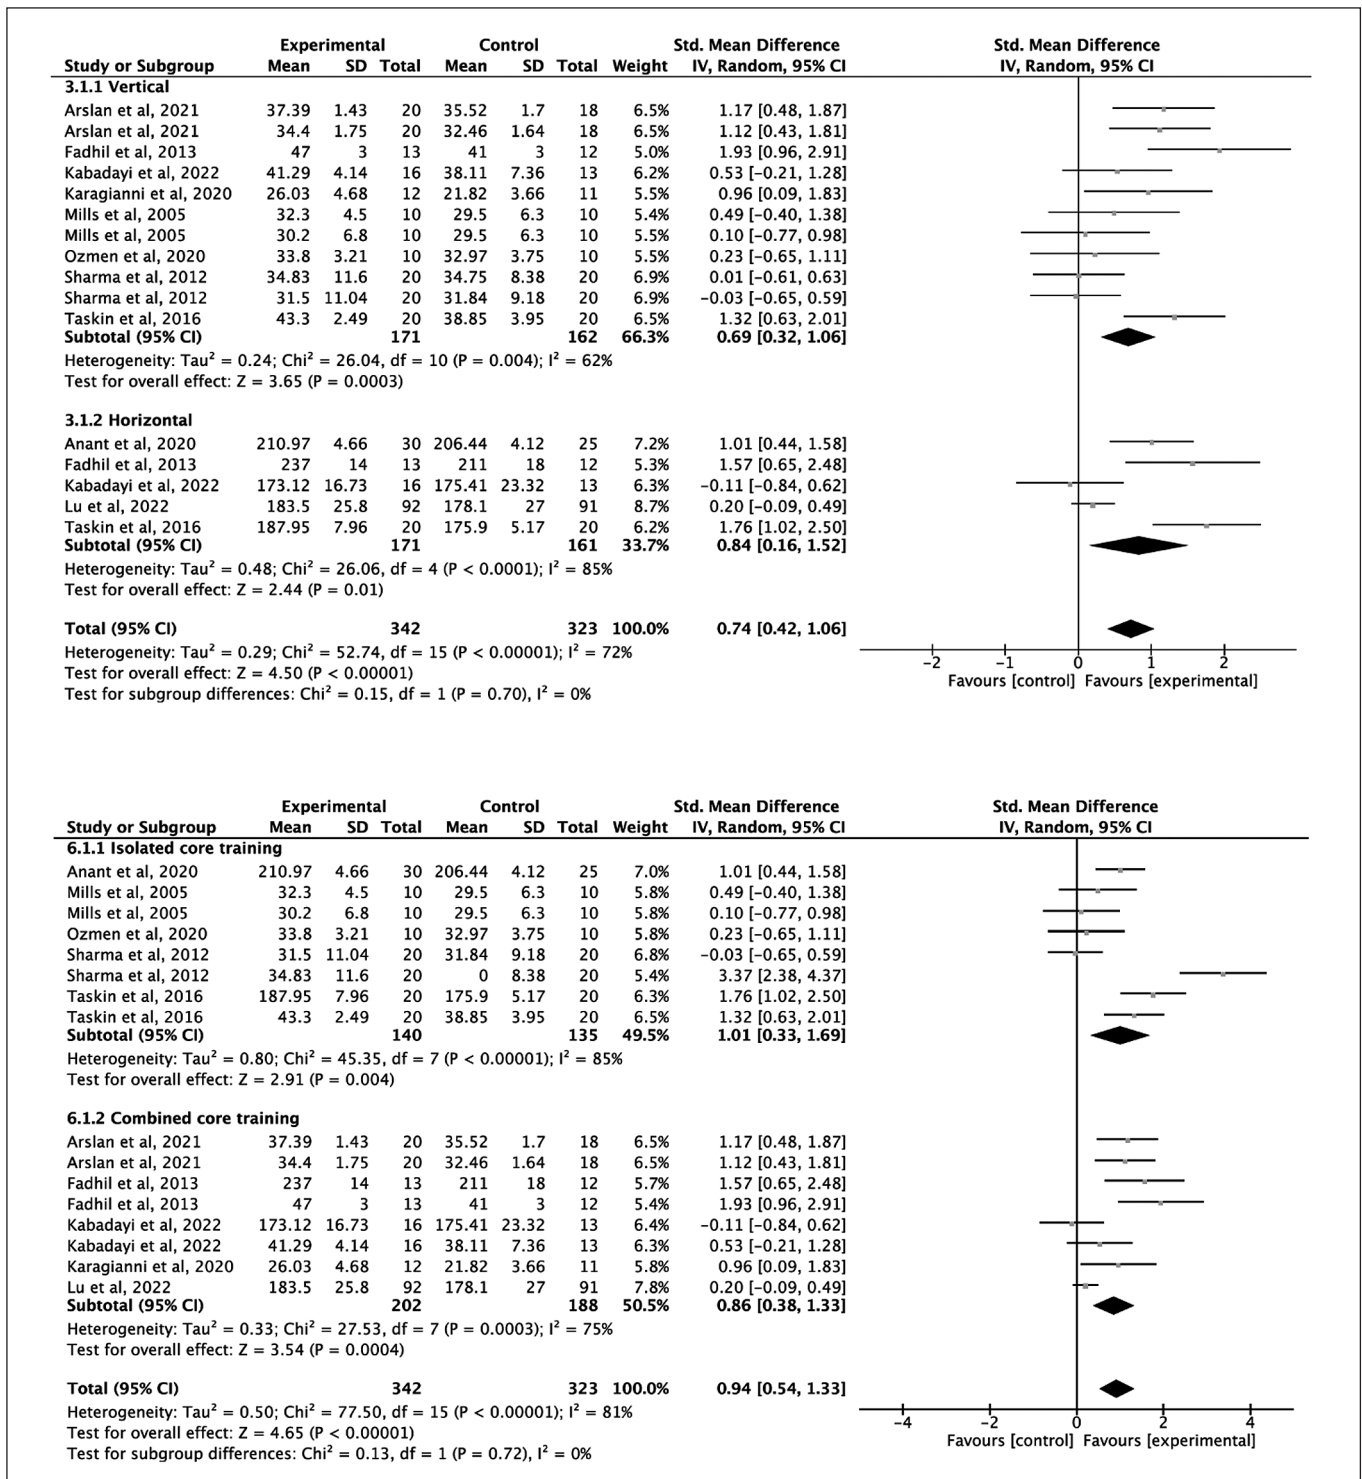 Experimental Control Std. Mean Difference Std. Mean Difference
Study or Subgroup Mean SD Total Mean SD Total Weight IV, Random, 95% CI IV, Random, 95% CI
3.1.1 Vertical
Arslan et al, 2021 37.39 1.43 20 35.52 1.7 18 6.5% 1.17 [0.48, 1.87]
Arslan et al, 2021 34.4 1.75 20 32.46 1.64 18 6.5% 1.12 [0.43, 1.81]
Fadhil et al, 2013 47 3 13 41 3 12 5.0% 1.93 [0.96, 2.91]
Kabadayi et al, 2022 41.29 4.14 16 38.11 7.36 13 6.2% 0.53 [−0.21, 1.28]
Karagianni et al, 2020 26.03 4.68 12 21.82 3.66 11 5.5% 0.96 [0.09, 1.83]
Mills et al, 2005 32.3 4.5 10 29.5 6.3 10 5.4% 0.49 [−0.40, 1.38]
Mills et al, 2005 30.2 6.8 10 29.5 6.3 10 5.5% 0.10 [−0.77, 0.98]
Ozmen et al, 2020 33.8 3.21 10 32.97 3.75 10 5.5% 0.23 [−0.65, 1.11]
Sharma et al, 2012 34.83 11.6 20 34.75 8.38 20 6.9% 0.01 [−0.61, 0.63]
Sharma et al, 2012 31.5 11.04 20 31.84 9.18 20 6.9% −0.03 [−0.65, 0.59]
Taskin et al, 2016 43.3 2.49 20 38.85 3.95 20 6.5% 1.32 [0.63, 2.01]
Subtotal (95% CI) 171 162 66.3% 0.69 [0.32, 1.06]
Heterogeneity: Tau² = 0.24; Chi² = 26.04, df = 10 (P = 0.004); I² = 62%
Test for overall effect: Z = 3.65 (P = 0.0003)
3.1.2 Horizontal
Anant et al, 2020 210.97 4.66 30 206.44 4.12 25 7.2% 1.01 [0.44, 1.58]
Fadhil et al, 2013 237 14 13 211 18 12 5.3% 1.57 [0.65, 2.48]
Kabadayi et al, 2022 173.12 16.73 16 175.41 23.32 13 6.3% −0.11 [−0.84, 0.62]
Lu et al, 2022 183.5 25.8 92 178.1 27 91 8.7% 0.20 [−0.09, 0.49]
Taskin et al, 2016 187.95 7.96 20 175.9 5.17 20 6.2% 1.76 [1.02, 2.50]
Subtotal (95% CI) 171 161 33.7% 0.84 [0.16, 1.52]
Heterogeneity: Tau² = 0.48; Chi² = 26.06, df = 4 (P < 0.0001); I² = 85%
Test for overall effect: Z = 2.44 (P = 0.01)
Total (95% CI) 342 323 100.0% 0.74 [0.42, 1.06]
Heterogeneity: Tau² = 0.29; Chi² = 52.74, df = 15 (P < 0.00001); I² = 72%
Test for overall effect: Z = 4.50 (P < 0.00001)
Test for subgroup differences: Chi² = 0.15, df = 1 (P = 0.70), I² = 0%
−2 −1 0 1 2
Favours [control] Favours [experimental]
Experimental Control Std. Mean Difference Std. Mean Difference
Study or Subgroup Mean SD Total Mean SD Total Weight IV, Random, 95% CI IV, Random, 95% CI
6.1.1 Isolated core training
Anant et al, 2020 210.97 4.66 30 206.44 4.12 25 7.0% 1.01 [0.44, 1.58]
Mills et al, 2005 32.3 4.5 10 29.5 6.3 10 5.8% 0.49 [−0.40, 1.38]
Mills et al, 2005 30.2 6.8 10 29.5 6.3 10 5.8% 0.10 [−0.77, 0.98]
Ozmen et al, 2020 33.8 3.21 10 32.97 3.75 10 5.8% 0.23 [−0.65, 1.11]
Sharma et al, 2012 31.5 11.04 20 31.84 9.18 20 6.8% −0.03 [−0.65, 0.59]
Sharma et al, 2012 34.83 11.6 20 0 8.38 20 5.4% 3.37 [2.38, 4.37]
Taskin et al, 2016 187.95 7.96 20 175.9 5.17 20 6.3% 1.76 [1.02, 2.50]
Taskin et al, 2016 43.3 2.49 20 38.85 3.95 20 6.5% 1.32 [0.63, 2.01]
Subtotal (95% CI) 140 135 49.5% 1.01 [0.33, 1.69]
Heterogeneity: Tau² = 0.80; Chi² = 45.35, df = 7 (P < 0.00001); I² = 85%
Test for overall effect: Z = 2.91 (P = 0.004)
6.1.2 Combined core training
Arslan et al, 2021 37.39 1.43 20 35.52 1.7 18 6.5% 1.17 [0.48, 1.87]
Arslan et al, 2021 34.4 1.75 20 32.46 1.64 18 6.5% 1.12 [0.43, 1.81]
Fadhil et al, 2013 237 14 13 211 18 12 5.7% 1.57 [0.65, 2.48]
Fadhil et al, 2013 47 3 13 41 3 12 5.4% 1.93 [0.96, 2.91]
Kabadayi et al, 2022 173.12 16.73 16 175.41 23.32 13 6.4% −0.11 [−0.84, 0.62]
Kabadayi et al, 2022 41.29 4.14 16 38.11 7.36 13 6.3% 0.53 [−0.21, 1.28]
Karagianni et al, 2020 26.03 4.68 12 21.82 3.66 11 5.8% 0.96 [0.09, 1.83]
Lu et al, 2022 183.5 25.8 92 178.1 27 91 7.8% 0.20 [−0.09, 0.49]
Subtotal (95% CI) 202 188 50.5% 0.86 [0.38, 1.33]
Heterogeneity: Tau² = 0.33; Chi² = 27.53, df = 7 (P = 0.0003); I² = 75%
Test for overall effect: Z = 3.54 (P = 0.0004)
Total (95% CI) 342 323 100.0% 0.94 [0.54, 1.33]
Heterogeneity: Tau² = 0.50; Chi² = 77.50, df = 15 (P < 0.00001); I² = 81%
Test for overall effect: Z = 4.65 (P < 0.00001)
Test for subgroup differences: Chi² = 0.13, df = 1 (P = 0.72), I² = 0%
−4 −2 0 2 4
Favours [control] Favours [experimental]